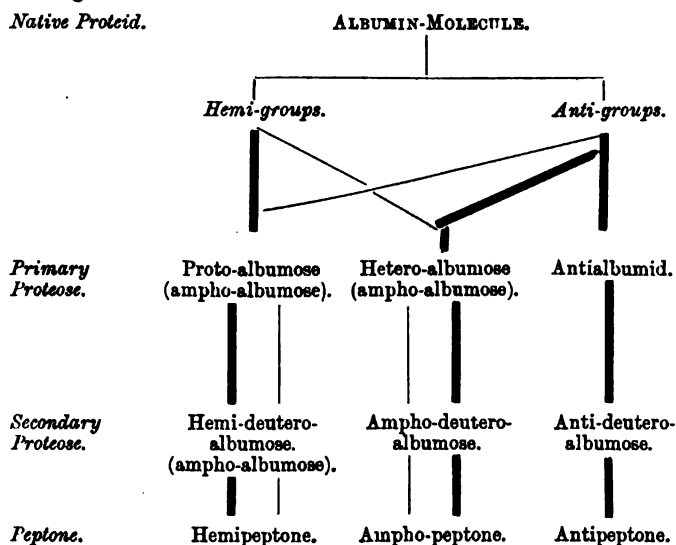 Native Proteid. ALBUMIN-MOLECULE.
Hemi-groups. Anti-groups.
Primary Proto-albumose Hetero-albumose Antialbumid.
Proteose. (ampho-albumose). (ampho-albumose).
Secondary Hemi-deutero- Ampho-deutero- Anti-deutero-
Proteose. albumose. albumose. albumose.
(ampho-albumose).
Peptone. Hemipeptone. Ampho-peptone. Antipeptone.